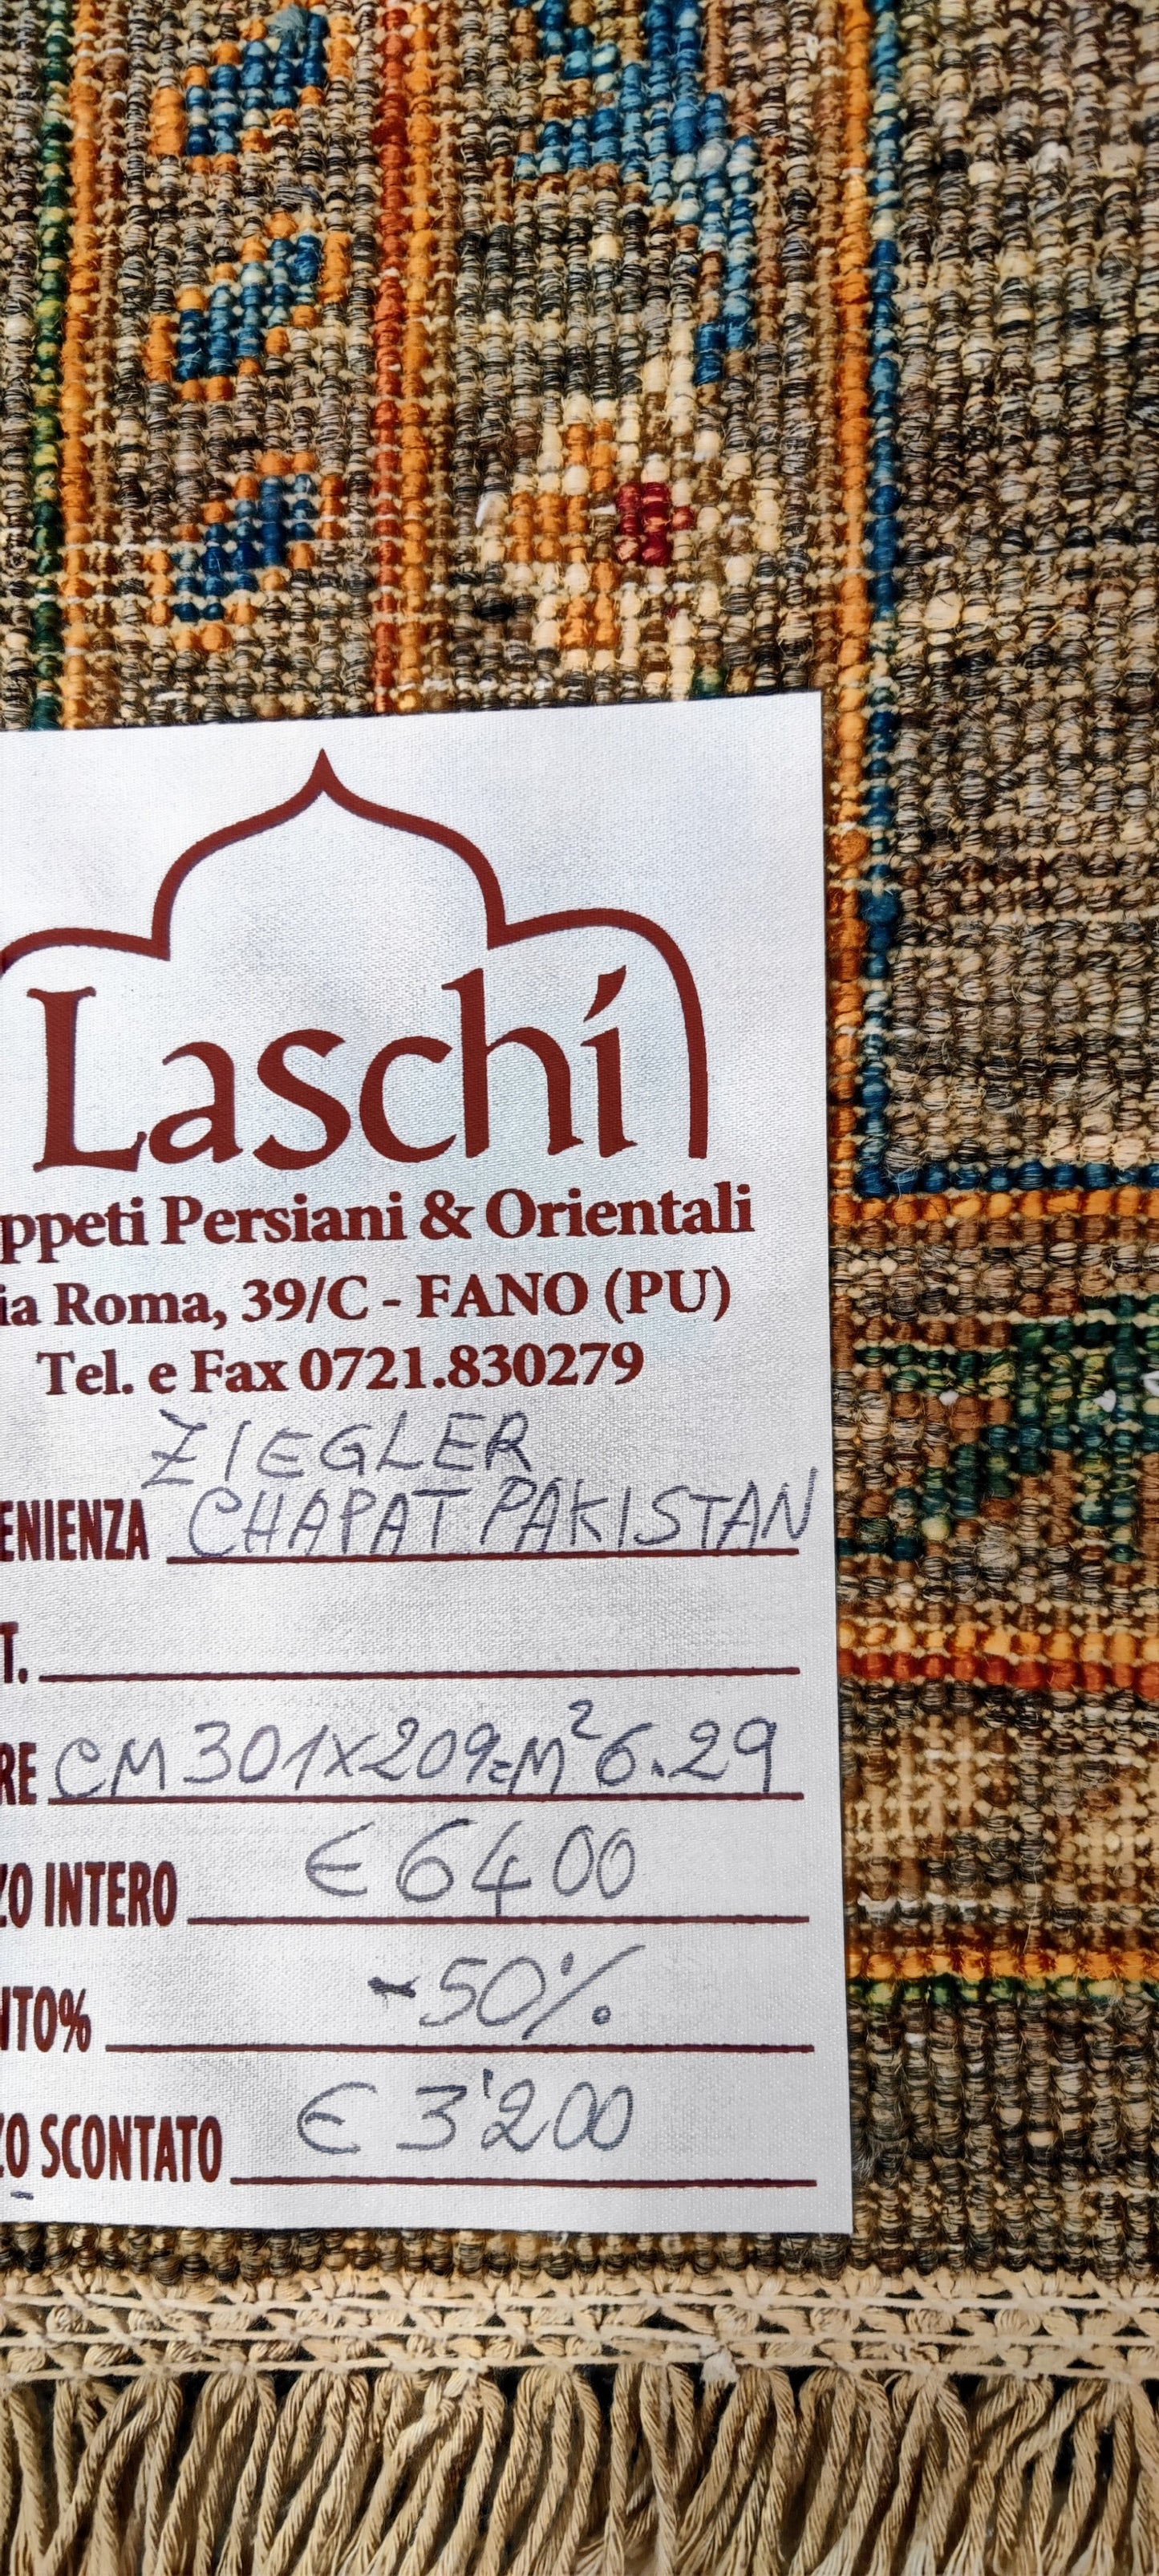 Laschi
ppeti Persiani & Orientali
ia Roma, 39/C - FANO (PU)
Tel. e Fax 0721.830279
ZIEGLER
ENIENZA CHAPAT PAKISTAN
T.
RE CM 301x209=M² 6.29
ZO INTERO € 6400
NTO% -50%
ZO SCONTATO € 3'200